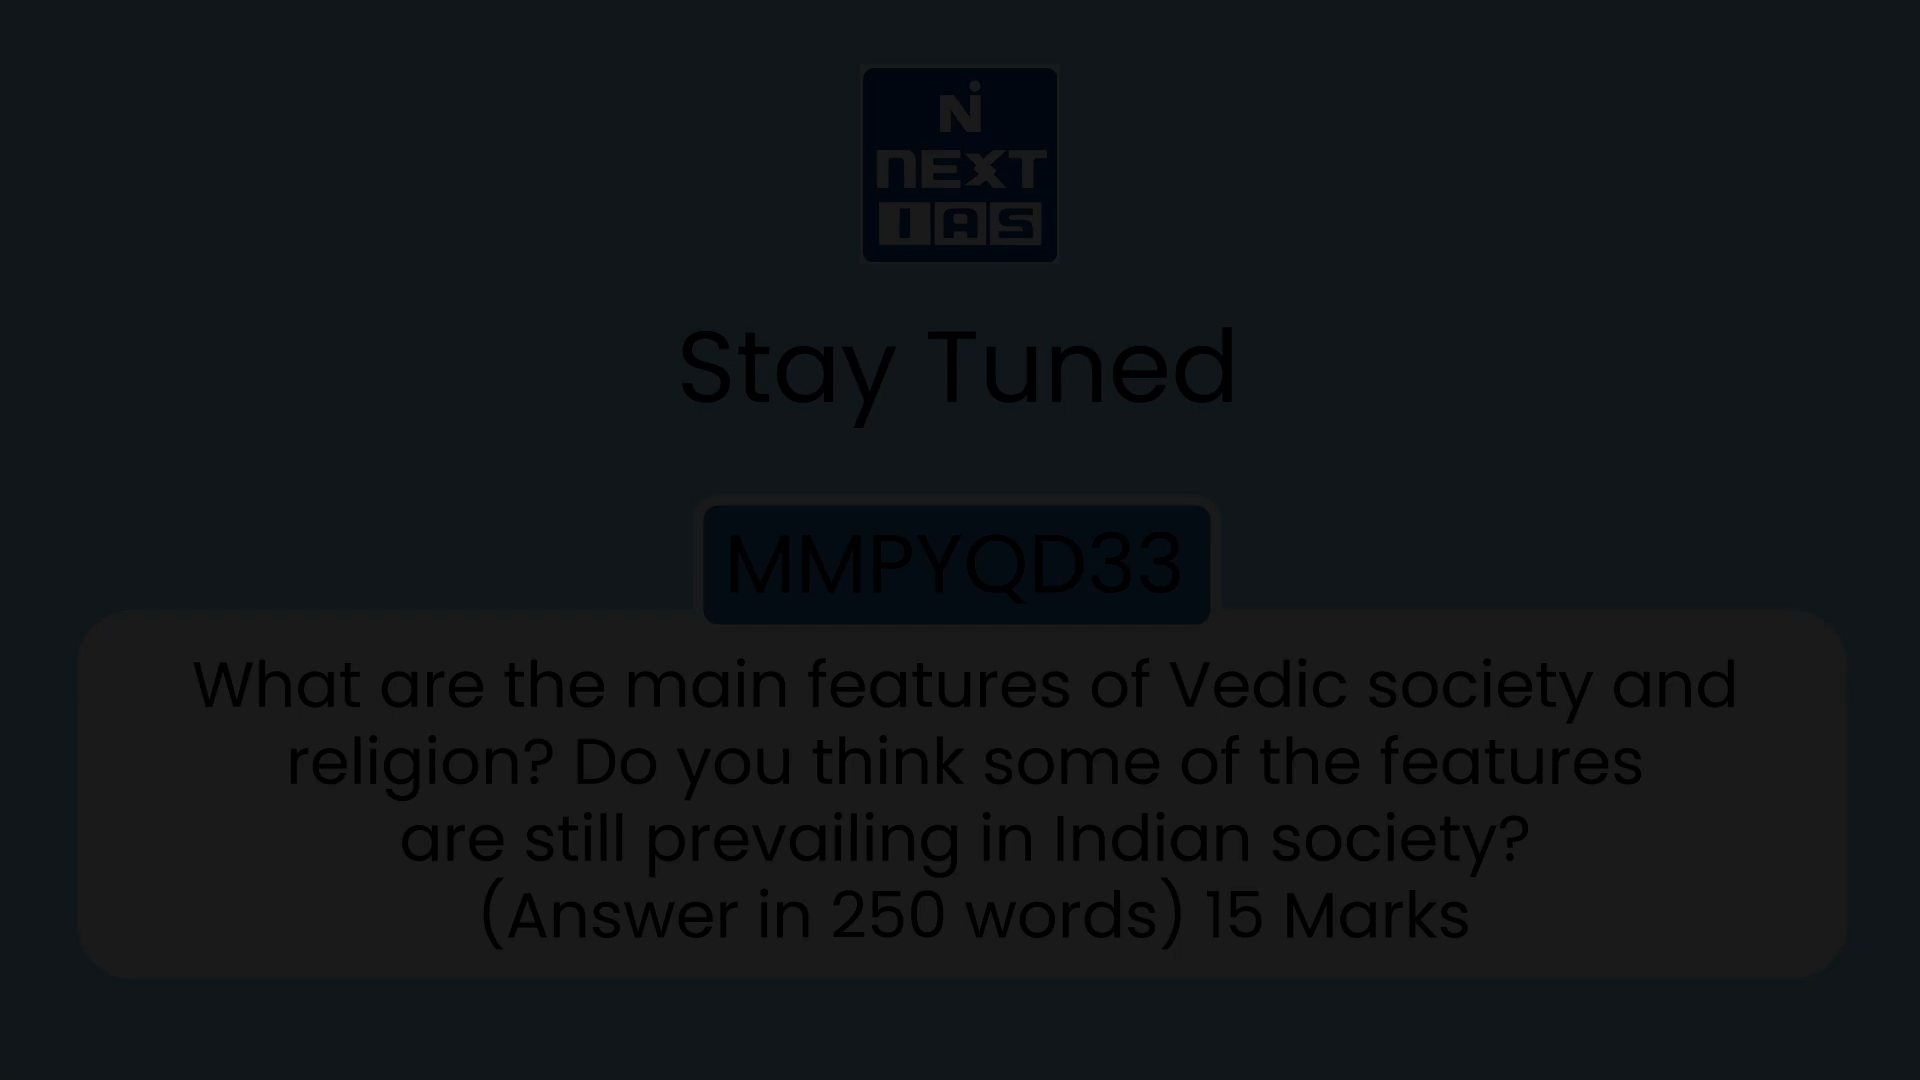 Ni
NEXT
IAS
Stay Tuned
MMPYQD33
What are the main features of Vedic society and
religion? Do you think some of the features
are still prevailing in Indian society?
(Answer in 250 words) 15 Marks